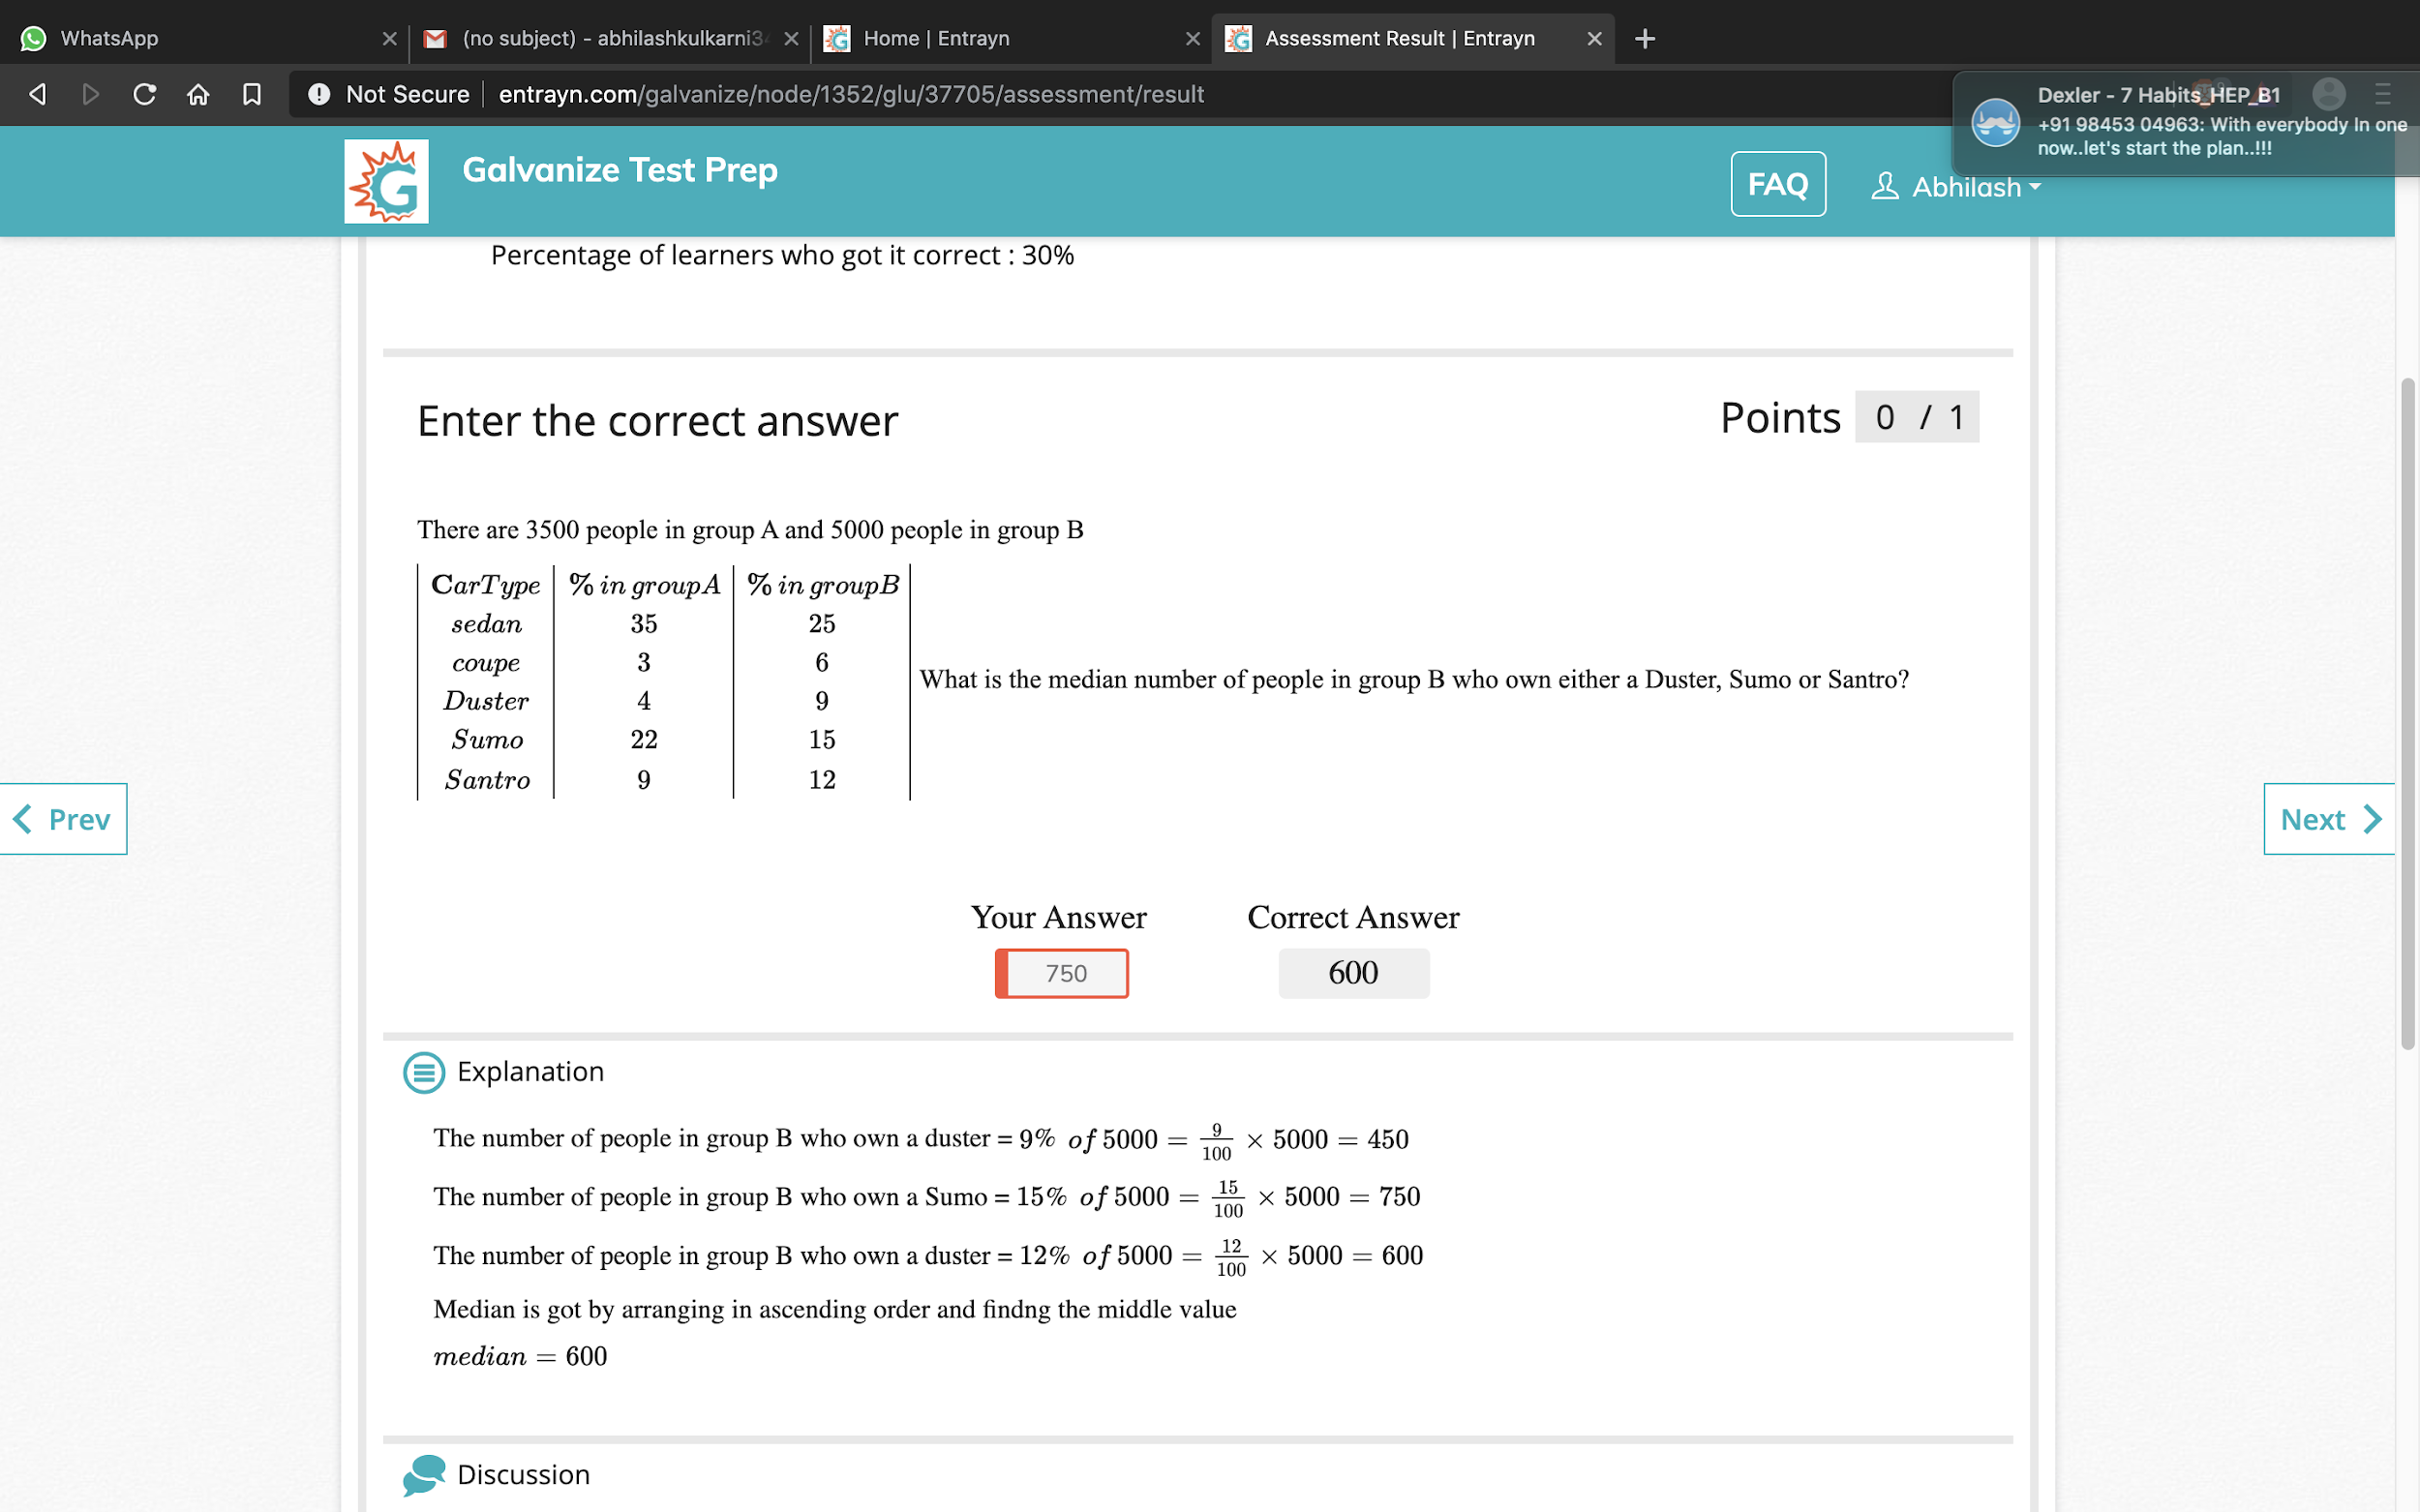 WhatsApp
(no subject) - abhilashkulkarni3
Home | Entrayn
Assessment Result | Entrayn
Not Secure
entrayn.com/galvanize/node/1352/glu/37705/assessment/result
Dexler - 7 Habits_HEP_B1
+91 98453 04963: With everybody In one
now..let's start the plan..!!!
Galvanize Test Prep
FAQ
Abhilash
Percentage of learners who got it correct : 30%
Enter the correct answer
Points 0 / 1
There are 3500 people in group A and 5000 people in group B
CarType % in groupA % in groupB
sedan 35 25
coupe 3 6
Duster 4 9
Sumo 22 15
Santro 9 12
What is the median number of people in group B who own either a Duster, Sumo or Santro?
Prev
Next
Your Answer Correct Answer
750 600
Explanation
The number of people in group B who own a duster = 9% of 5000 = 9/100 × 5000 = 450
The number of people in group B who own a Sumo = 15% of 5000 = 15/100 × 5000 = 750
The number of people in group B who own a duster = 12% of 5000 = 12/100 × 5000 = 600
Median is got by arranging in ascending order and findng the middle value
median = 600
Discussion